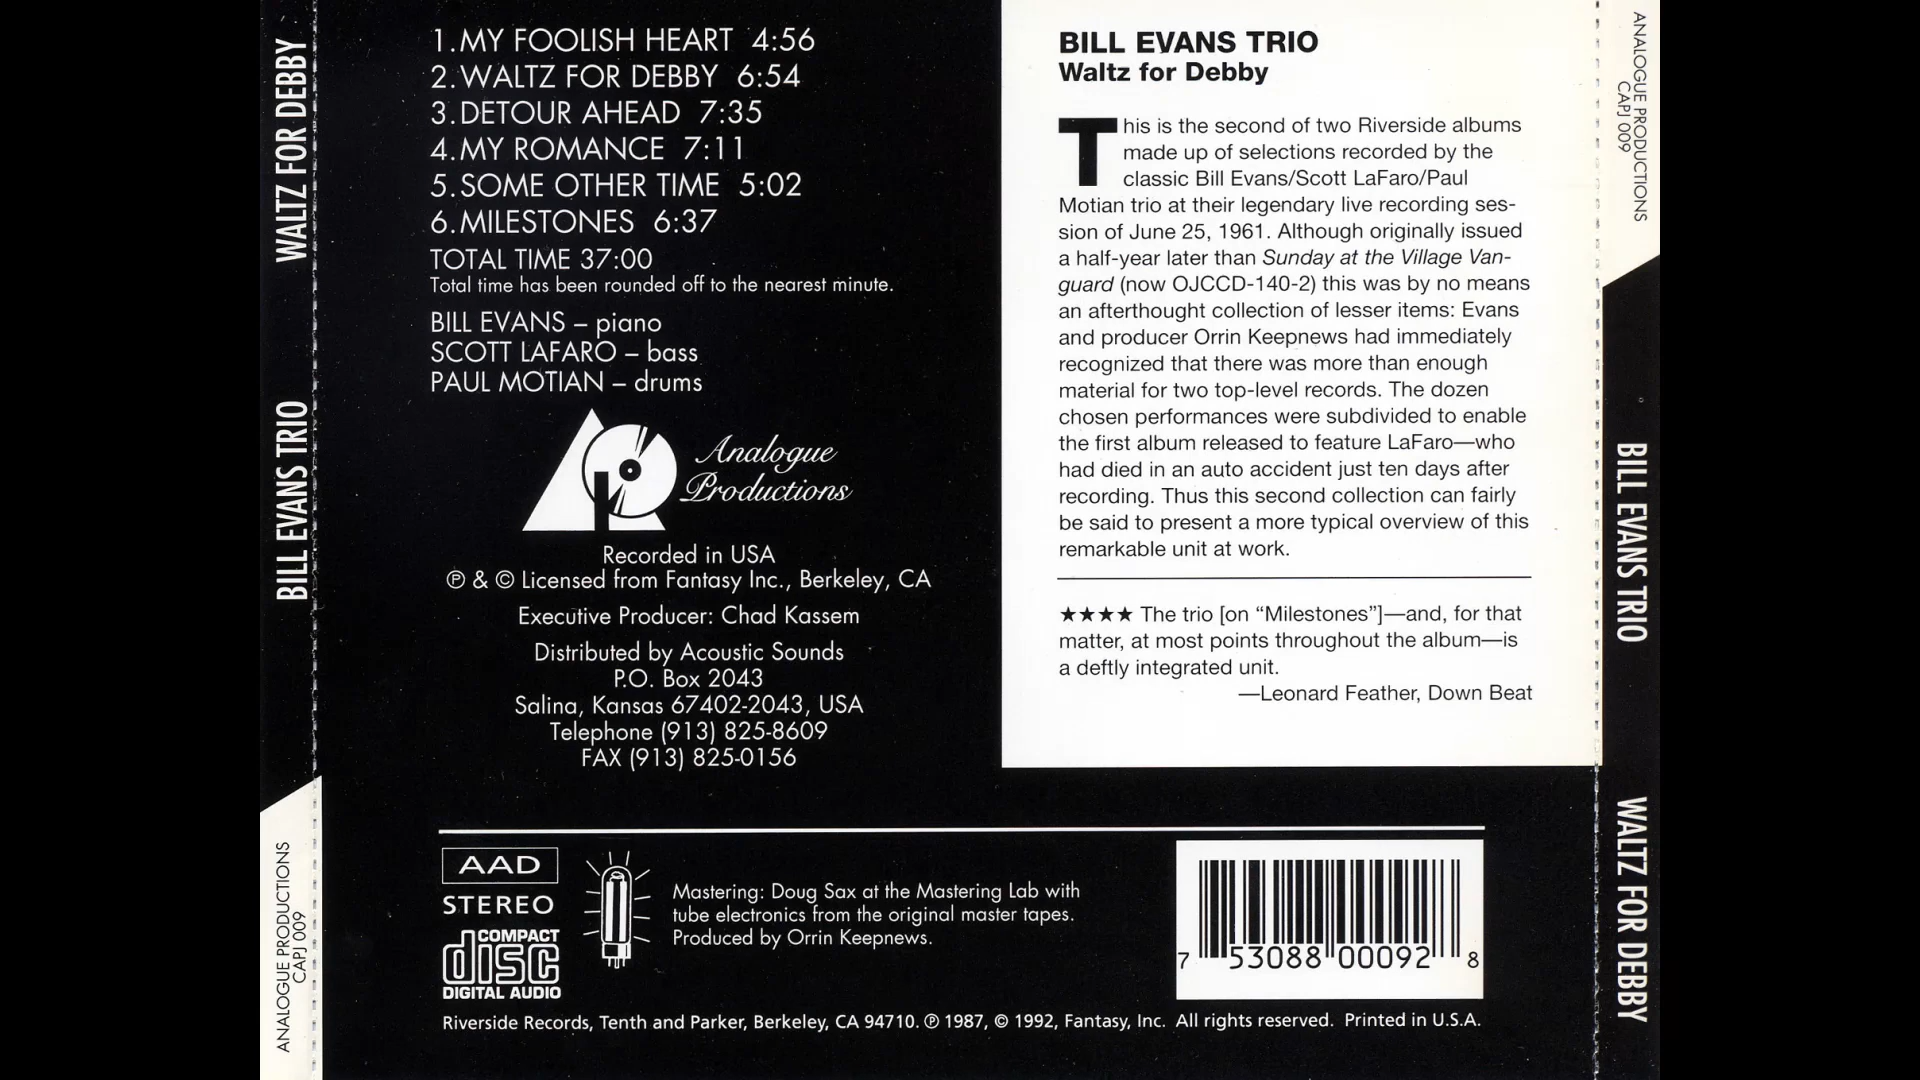 WALTZ FOR DEBBY
BILL EVANS TRIO
ANALOGUE PRODUCTIONS
CAPJ 009
1. MY FOOLISH HEART 4:56
2. WALTZ FOR DEBBY 6:54
3. DETOUR AHEAD 7:35
4. MY ROMANCE 7:11
5. SOME OTHER TIME 5:02
6. MILESTONES 6:37
TOTAL TIME 37:00
Total time has been rounded off to the nearest minute.
BILL EVANS – piano
SCOTT LAFARO – bass
PAUL MOTIAN – drums
Analogue
Productions
Recorded in USA
℗ & © Licensed from Fantasy Inc., Berkeley, CA
Executive Producer: Chad Kassem
Distributed by Acoustic Sounds
P.O. Box 2043
Salina, Kansas 67402-2043, USA
Telephone (913) 825-8609
FAX (913) 825-0156
BILL EVANS TRIO
Waltz for Debby
This is the second of two Riverside albums
made up of selections recorded by the
classic Bill Evans/Scott LaFaro/Paul
Motian trio at their legendary live recording ses-
sion of June 25, 1961. Although originally issued
a half-year later than Sunday at the Village Van-
guard (now OJCCD-140-2) this was by no means
an afterthought collection of lesser items: Evans
and producer Orrin Keepnews had immediately
recognized that there was more than enough
material for two top-level records. The dozen
chosen performances were subdivided to enable
the first album released to feature LaFaro—who
had died in an auto accident just ten days after
recording. Thus this second collection can fairly
be said to present a more typical overview of this
remarkable unit at work.
★★★★ The trio [on “Milestones”]—and, for that
matter, at most points throughout the album—is
a deftly integrated unit.
—Leonard Feather, Down Beat
AAD
STEREO
COMPACT
disc
DIGITAL AUDIO
Mastering: Doug Sax at the Mastering Lab with
tube electronics from the original master tapes.
Produced by Orrin Keepnews.
7 53088 00092 8
Riverside Records, Tenth and Parker, Berkeley, CA 94710. ℗ 1987, © 1992, Fantasy, Inc. All rights reserved. Printed in U.S.A.
ANALOGUE PRODUCTIONS
CAPJ 009
BILL EVANS TRIO
WALTZ FOR DEBBY